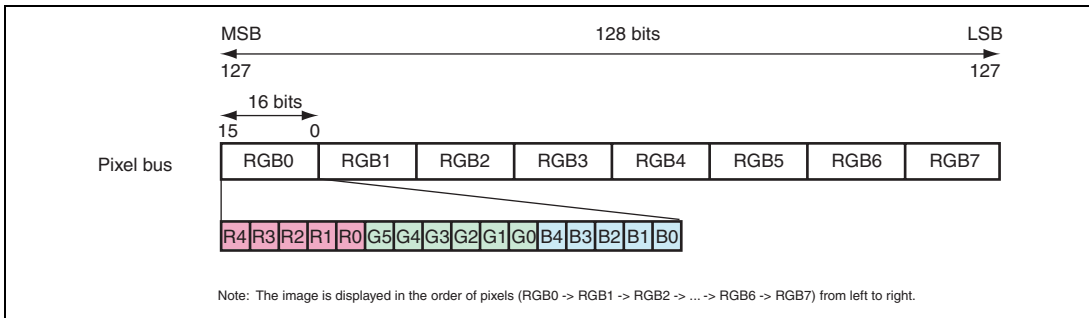 MSB 128 bits LSB
127 127
16 bits
15 0
Pixel bus RGB0 RGB1 RGB2 RGB3 RGB4 RGB5 RGB6 RGB7
R4 R3 R2 R1 R0 G5 G4 G3 G2 G1 G0 B4 B3 B2 B1 B0
Note: The image is displayed in the order of pixels (RGB0 -> RGB1 -> RGB2 -> ... -> RGB6 -> RGB7) from left to right.